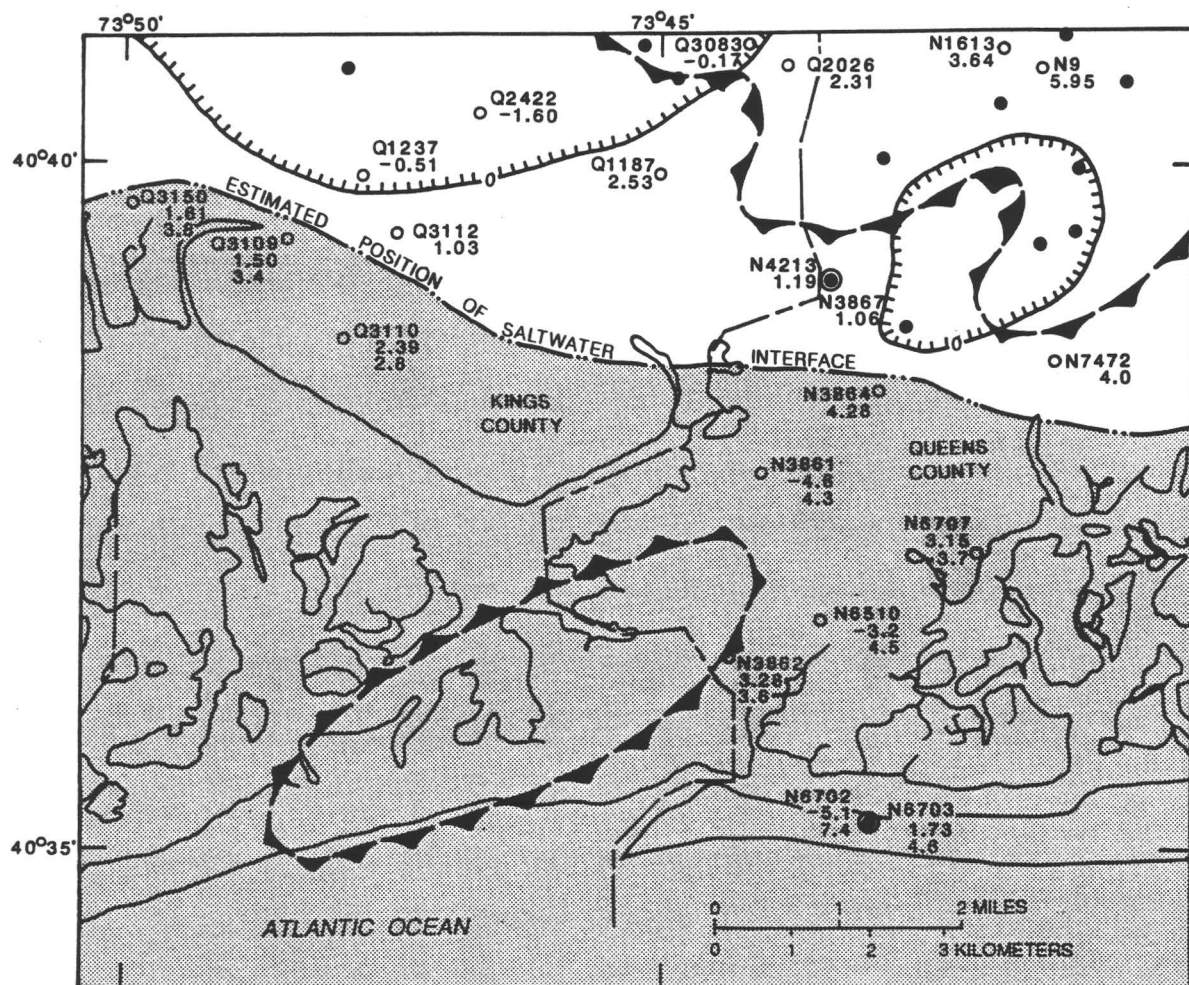 73°50'
73°45'
Q3083
-0.17
Q2026
2.31
N1613
3.64
N9
5.95
Q2422
-1.60
Q1237
-0.51
Q1187
2.53
40°40'
0
ESTIMATED POSITION OF SALTWATER INTERFACE
Q3150
1.61
3.6
Q3109
1.50
3.4
Q3112
1.03
N4213
1.19
N3867
1.06
Q3110
2.39
2.6
0
N7472
4.0
KINGS
COUNTY
N3864
4.28
QUEENS
COUNTY
N3861
-4.6
4.3
N6707
3.15
-3.7
N6510
-3.2
4.5
N3862
3.28
3.6
N6702
-5.1
7.4
N6703
1.73
4.6
40°35'
ATLANTIC OCEAN
0 1 2 MILES
0 1 2 3 KILOMETERS